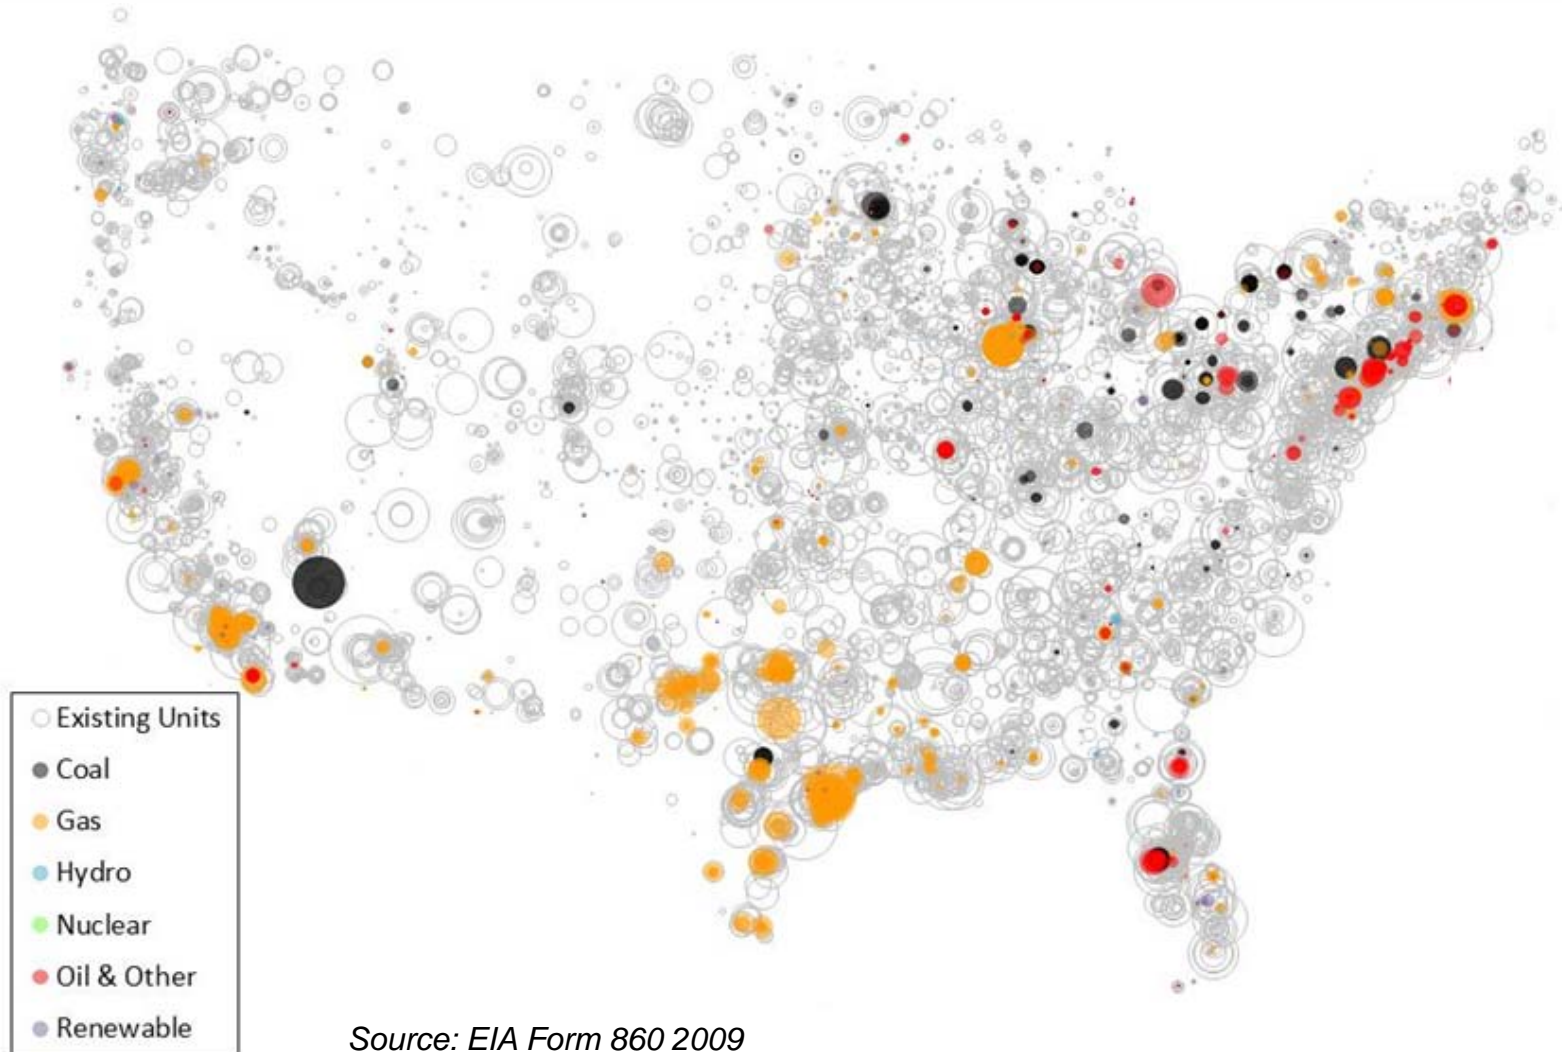 Existing Units
Coal
Gas
Hydro
Nuclear
Oil & Other
Renewable
Source: EIA Form 860 2009